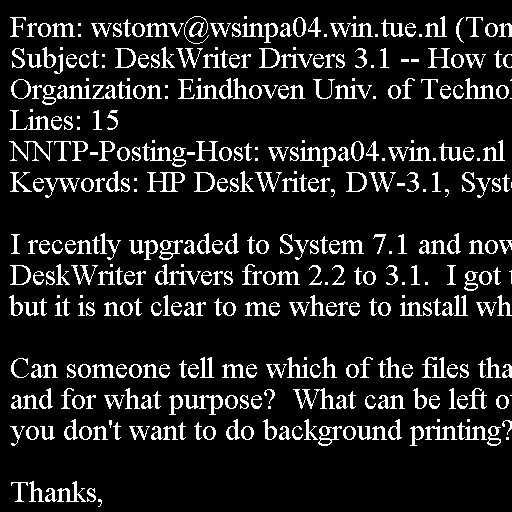 From: wstomv@wsinpa04.win.tue.nl (Tom
Subject: DeskWriter Drivers 3.1 -- How to
Organization: Eindhoven Univ. of Technol
Lines: 15
NNTP-Posting-Host: wsinpa04.win.tue.nl
Keywords: HP DeskWriter, DW-3.1, Syst

I recently upgraded to System 7.1 and now
DeskWriter drivers from 2.2 to 3.1.  I got
but it is not clear to me where to install wh

Can someone tell me which of the files tha
and for what purpose?  What can be left o
you don't want to do background printing?

Thanks,